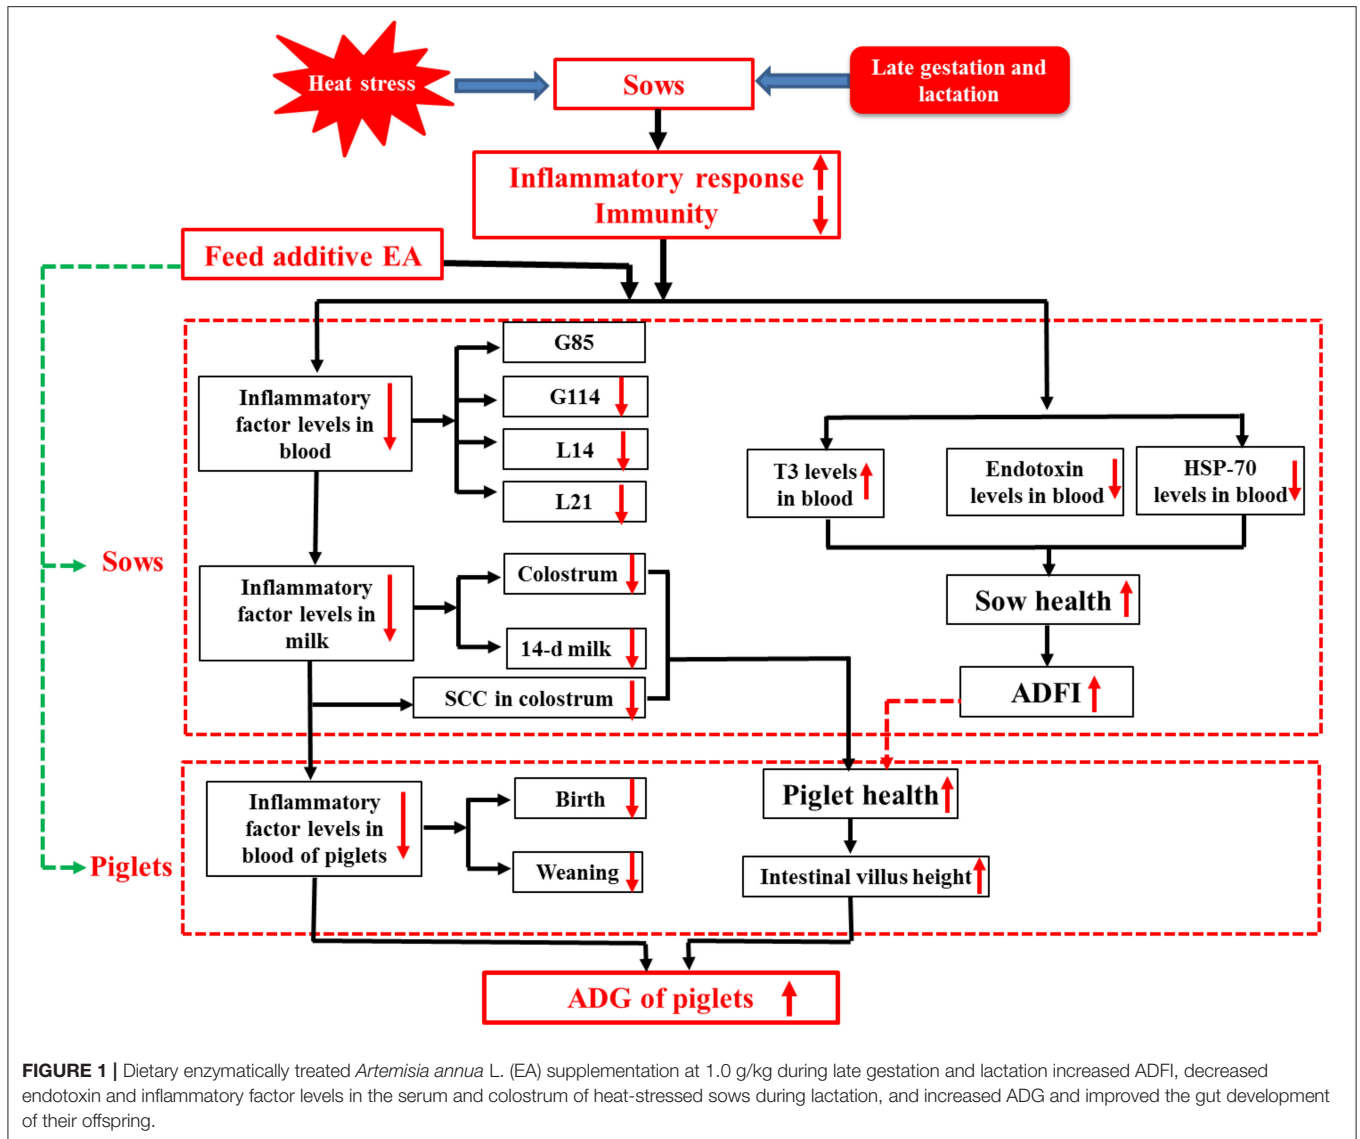 Heat stress
Sows
Late gestation and
lactation
Inflammatory response
Immunity
Feed additive EA
Inflammatory
factor levels in
blood
G85
G114
L14
L21
T3 levels
in blood
Endotoxin
levels in blood
HSP-70
levels in blood
Sows
Inflammatory
factor levels in
milk
Colostrum
14-d milk
SCC in colostrum
Sow health
ADFI
Piglets
Inflammatory
factor levels in
blood of piglets
Birth
Weaning
Piglet health
Intestinal villus height
ADG of piglets
FIGURE 1 | Dietary enzymatically treated Artemisia annua L. (EA) supplementation at 1.0 g/kg during late gestation and lactation increased ADFI, decreased
endotoxin and inflammatory factor levels in the serum and colostrum of heat-stressed sows during lactation, and increased ADG and improved the gut development
of their offspring.